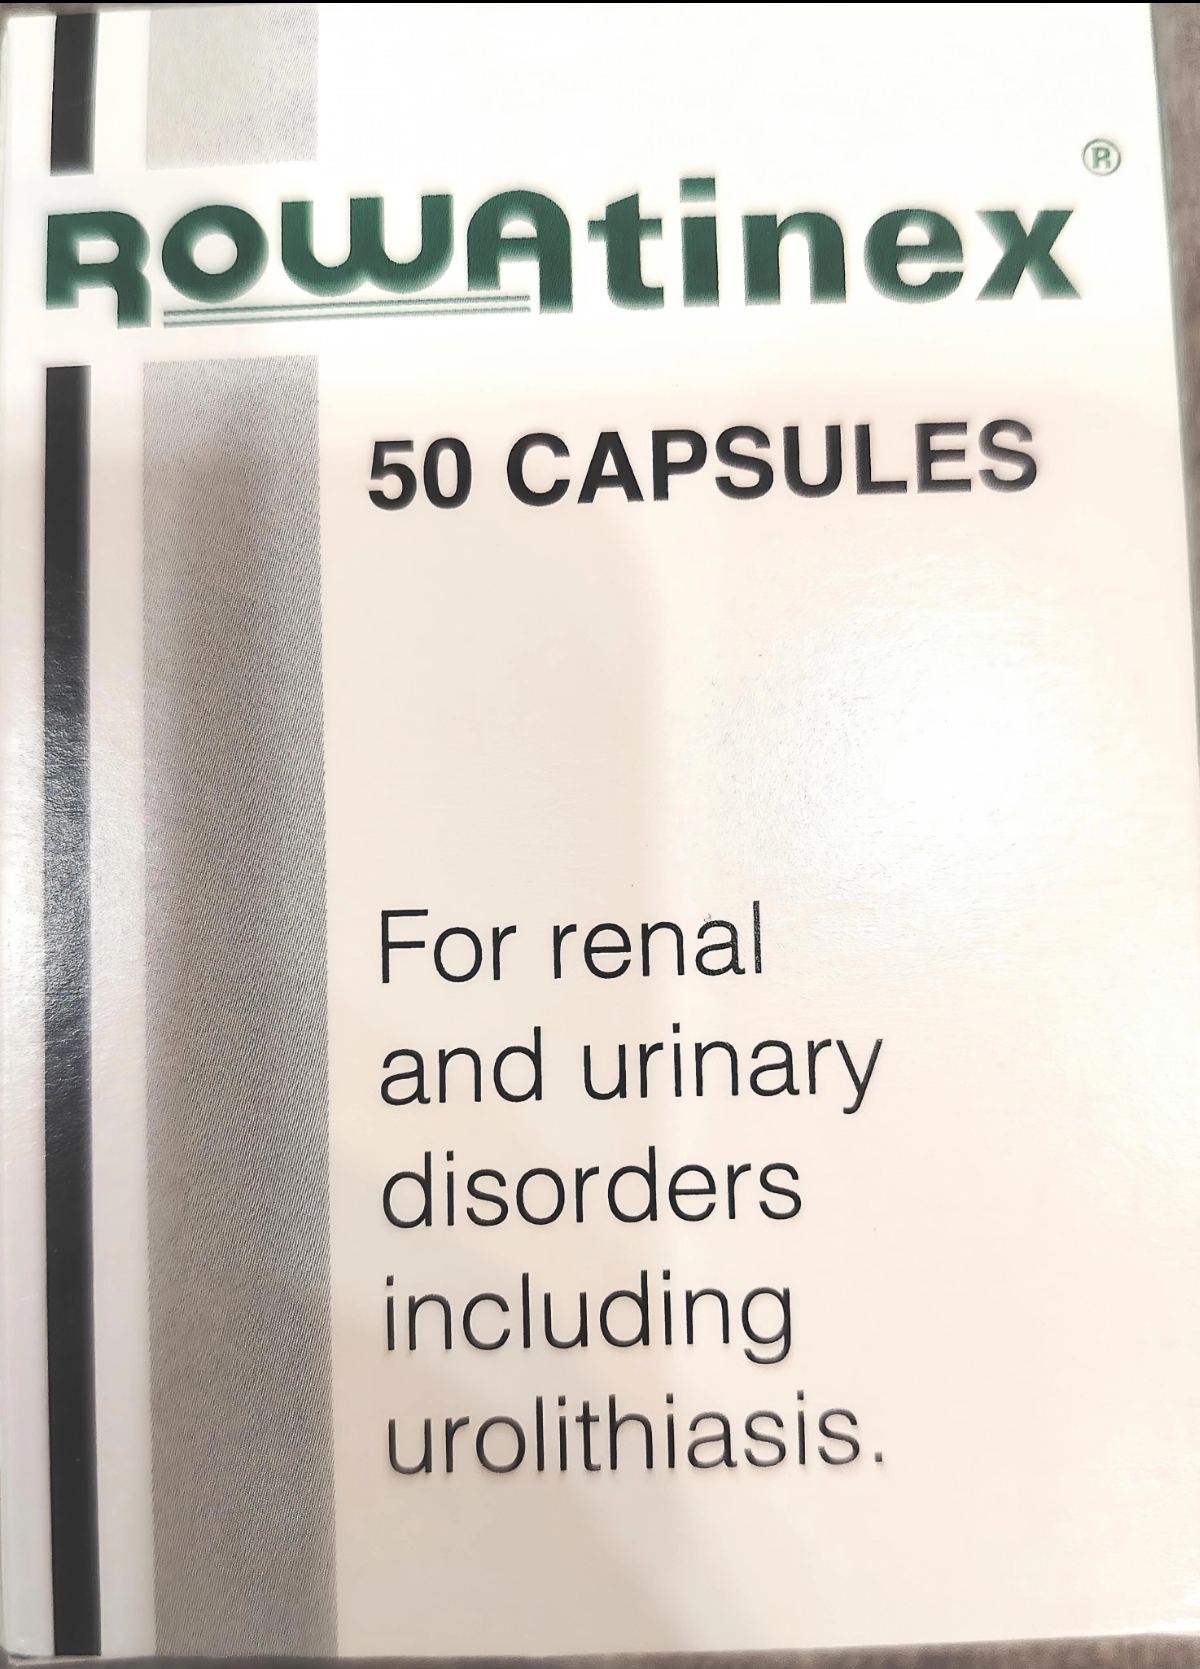 ROWAtinex®
50 CAPSULES
For renal
and urinary
disorders
including
urolithiasis.